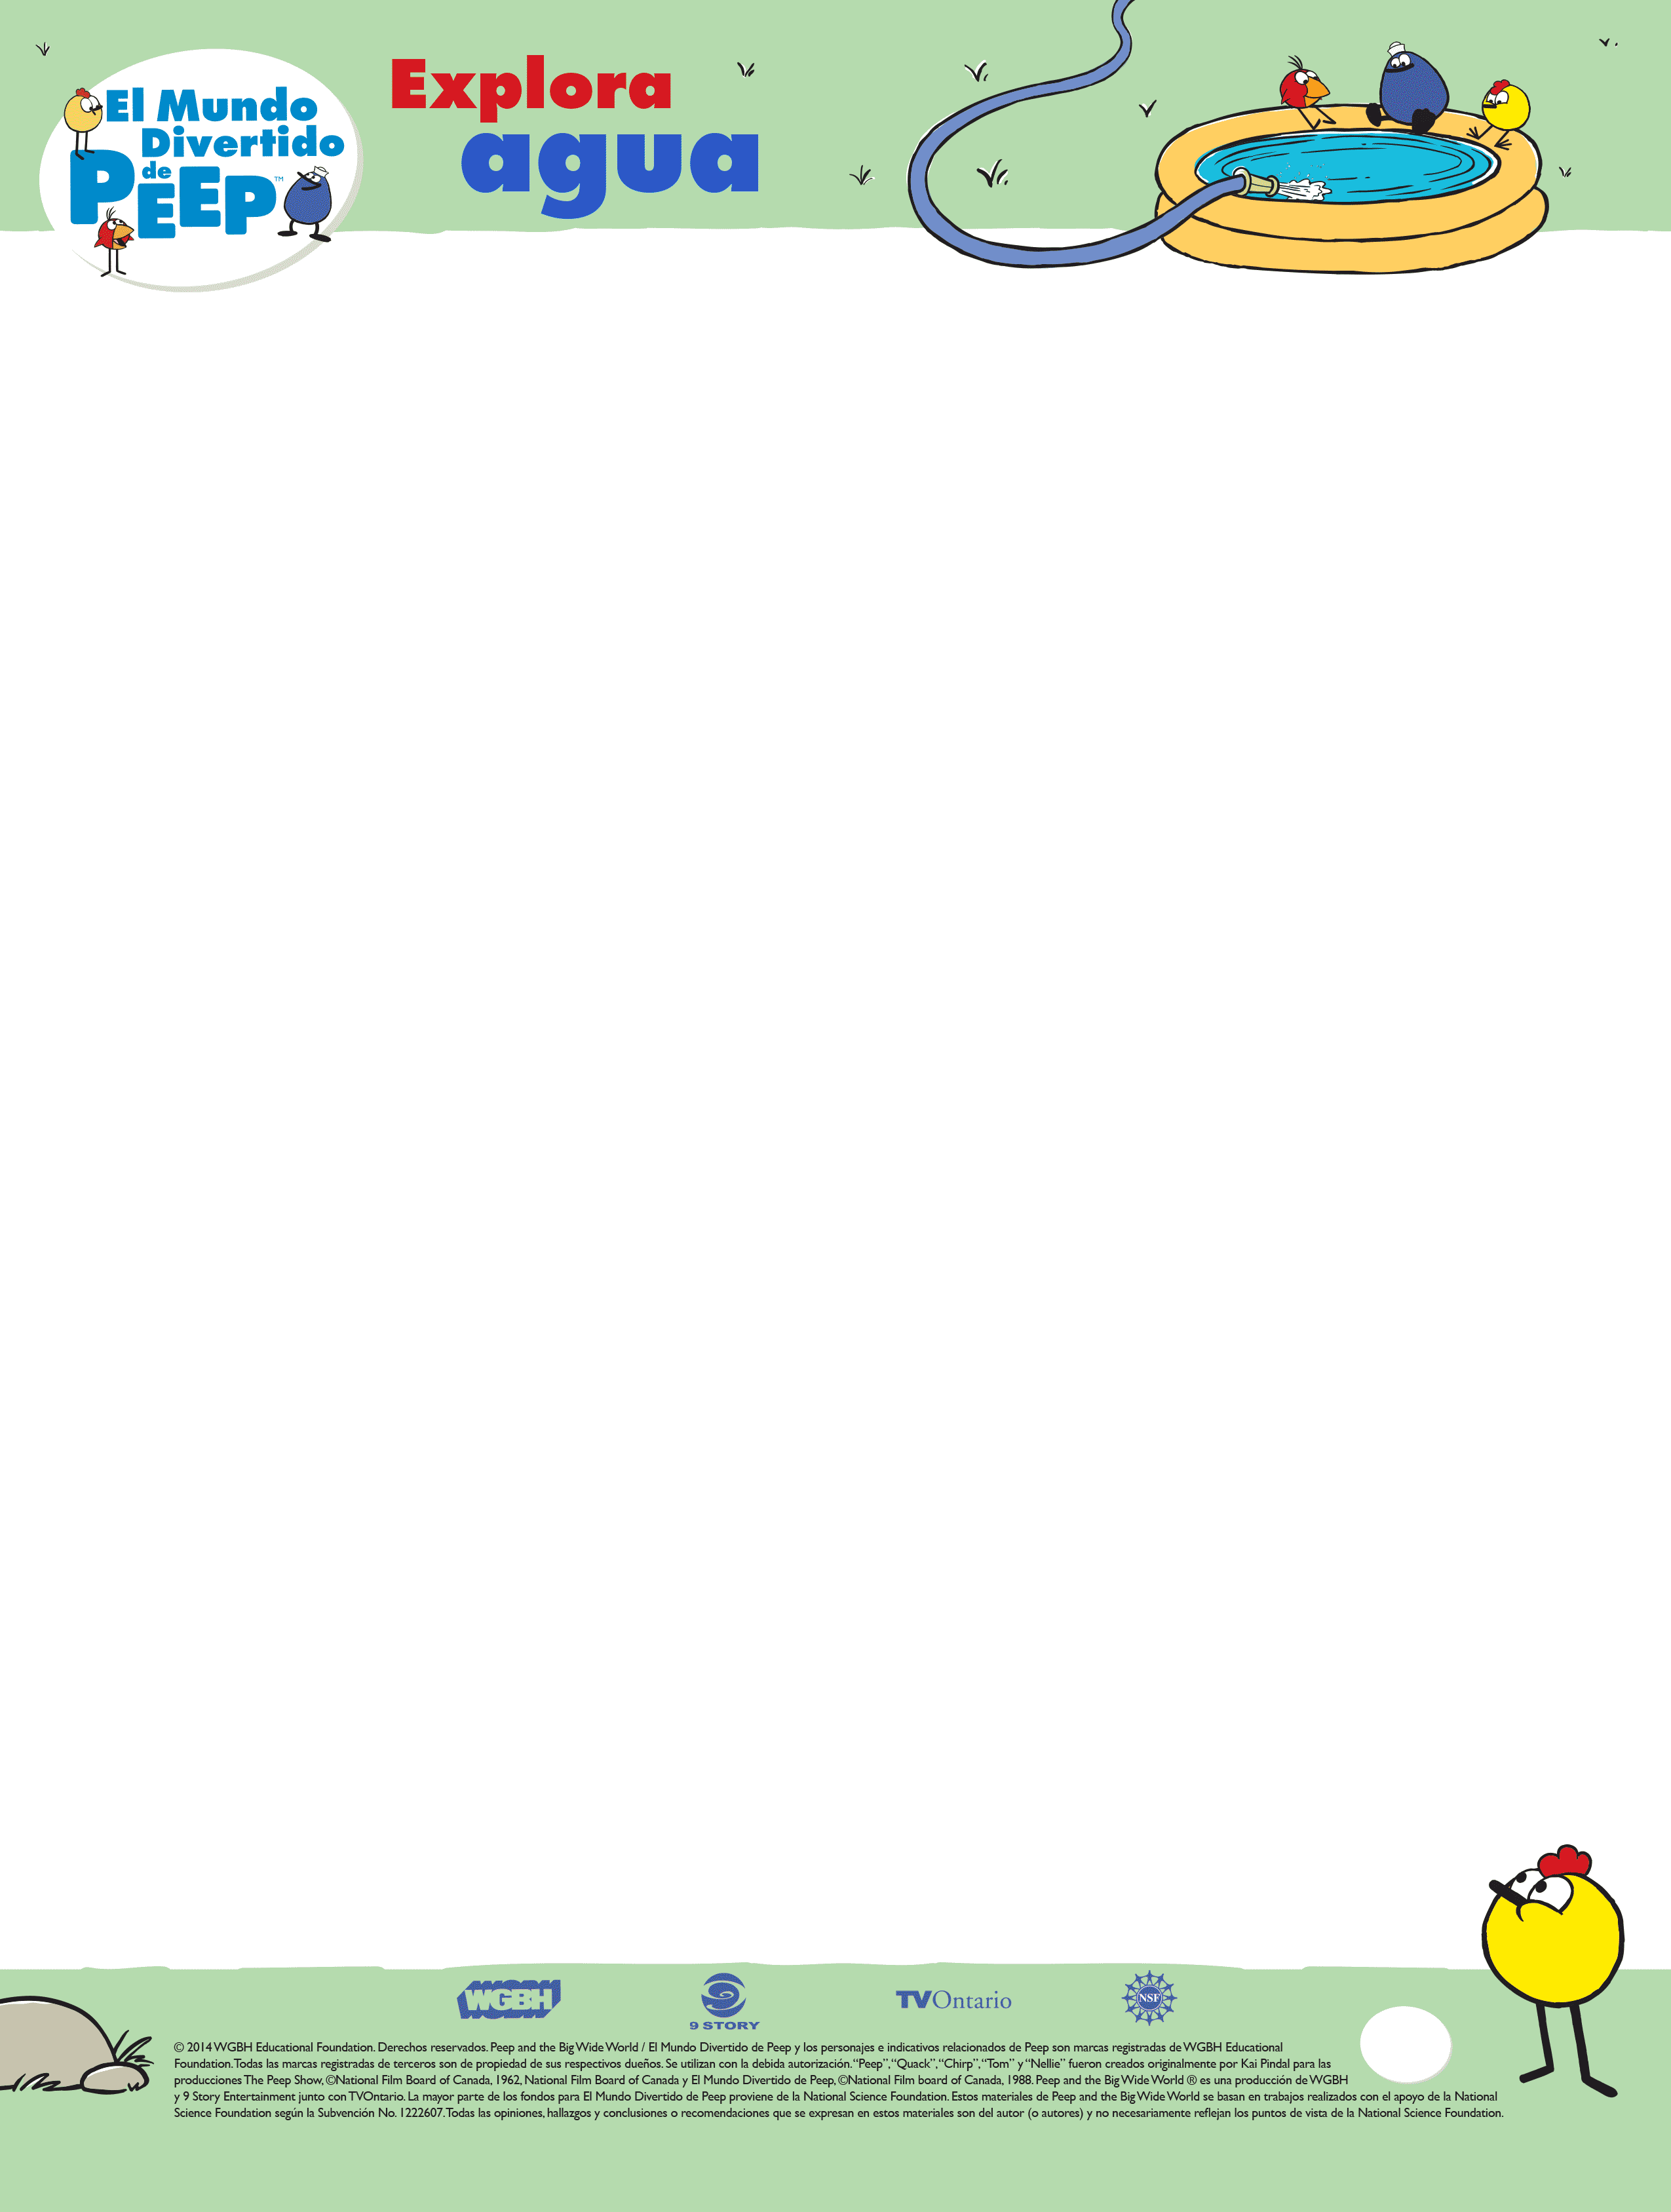 El Mundo
Divertido
de
PEEP™
Explora
agua
WGBH
9 STORY
TVOntario
NSF
© 2014 WGBH Educational Foundation. Derechos reservados. Peep and the Big Wide World / El Mundo Divertido de Peep y los personajes e indicativos relacionados de Peep son marcas registradas de WGBH Educational
Foundation. Todas las marcas registradas de terceros son de propiedad de sus respectivos dueños. Se utilizan con la debida autorización. “Peep”, “Quack”, “Chirp”, “Tom” y “Nellie” fueron creados originalmente por Kai Pindal para las
producciones The Peep Show, ©National Film Board of Canada, 1962, National Film Board of Canada y El Mundo Divertido de Peep, ©National Film board of Canada, 1988. Peep and the Big Wide World ® es una producción de WGBH
y 9 Story Entertainment junto con TVOntario. La mayor parte de los fondos para El Mundo Divertido de Peep proviene de la National Science Foundation. Estos materiales de Peep and the Big Wide World se basan en trabajos realizados con el apoyo de la National
Science Foundation según la Subvención No. 1222607. Todas las opiniones, hallazgos y conclusiones o recomendaciones que se expresan en estos materiales son del autor (o autores) y no necesariamente reflejan los puntos de vista de la National Science Foundation.